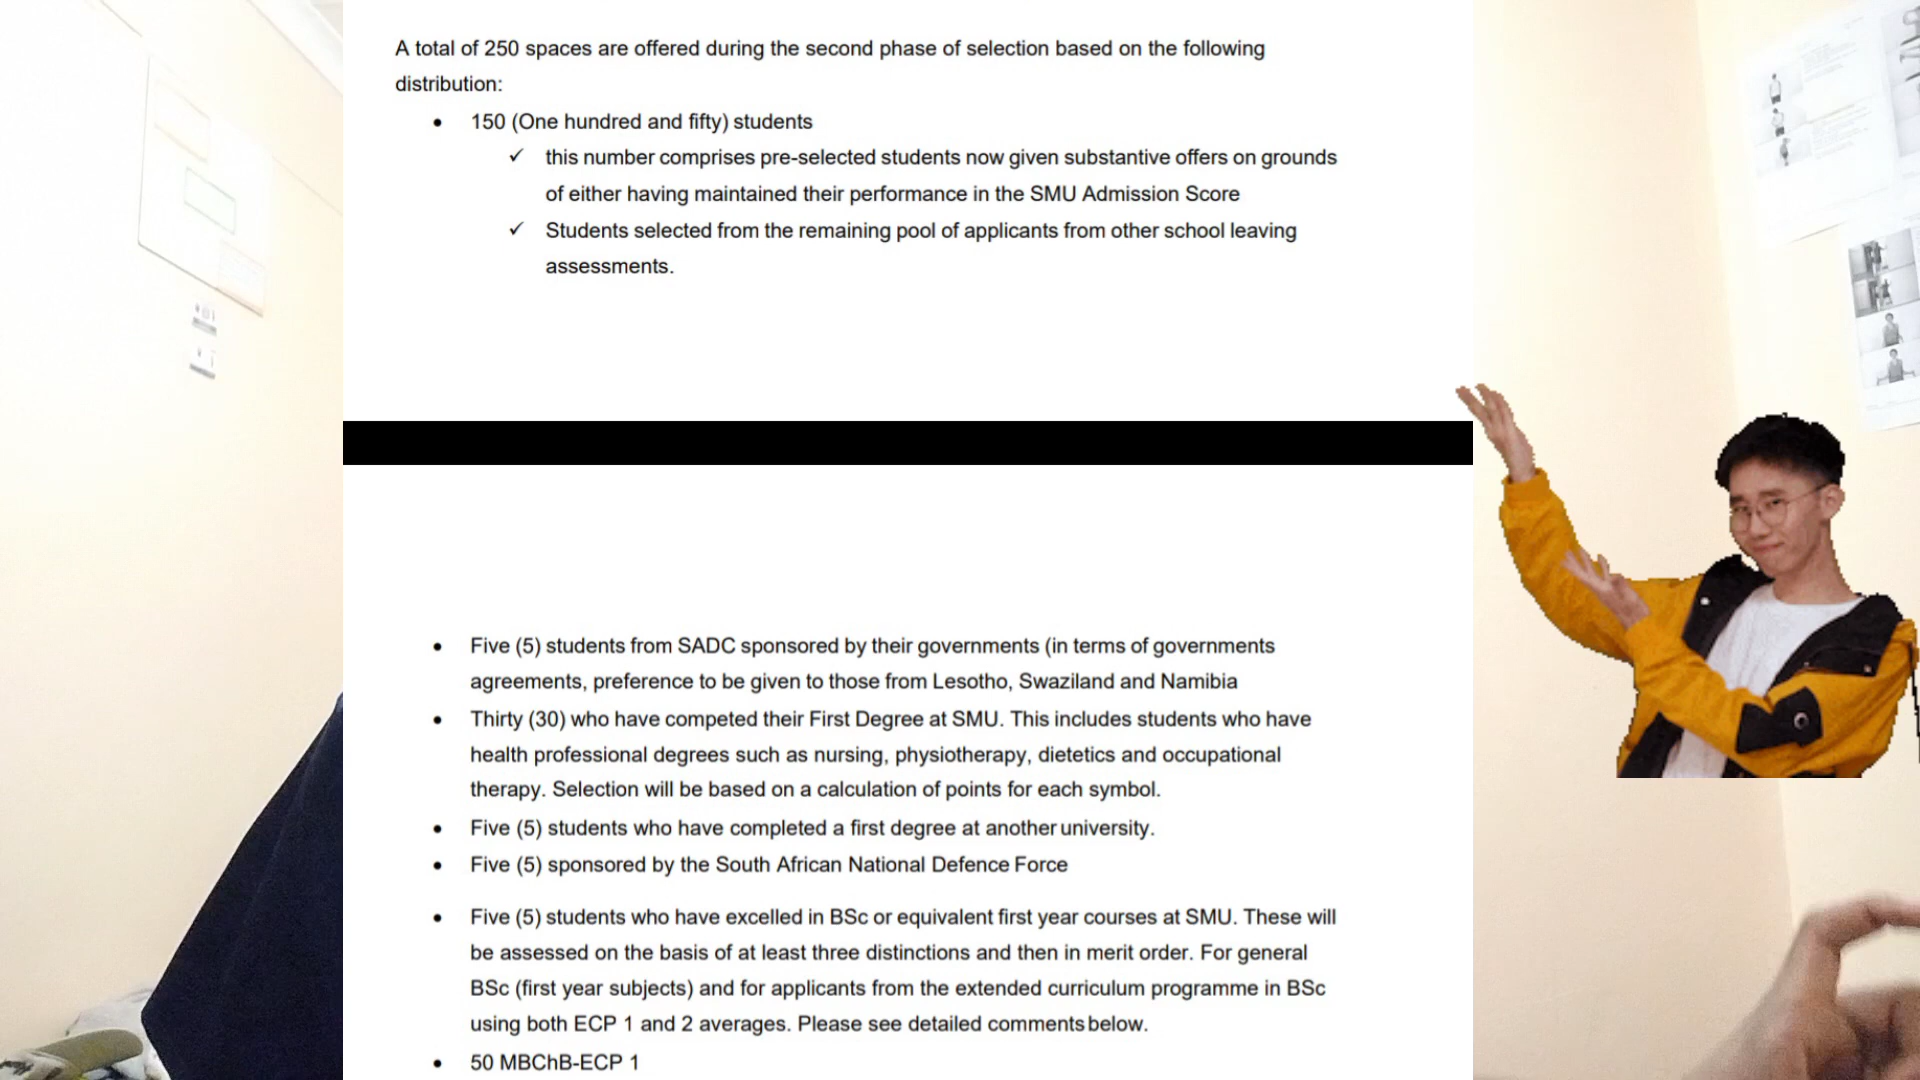 A total of 250 spaces are offered during the second phase of selection based on the following
distribution:
• 150 (One hundred and fifty) students
✓ this number comprises pre-selected students now given substantive offers on grounds
of either having maintained their performance in the SMU Admission Score
✓ Students selected from the remaining pool of applicants from other school leaving
assessments.
• Five (5) students from SADC sponsored by their governments (in terms of governments
agreements, preference to be given to those from Lesotho, Swaziland and Namibia
• Thirty (30) who have competed their First Degree at SMU. This includes students who have
health professional degrees such as nursing, physiotherapy, dietetics and occupational
therapy. Selection will be based on a calculation of points for each symbol.
• Five (5) students who have completed a first degree at another university.
• Five (5) sponsored by the South African National Defence Force
• Five (5) students who have excelled in BSc or equivalent first year courses at SMU. These will
be assessed on the basis of at least three distinctions and then in merit order. For general
BSc (first year subjects) and for applicants from the extended curriculum programme in BSc
using both ECP 1 and 2 averages. Please see detailed comments below.
• 50 MBChB-ECP 1